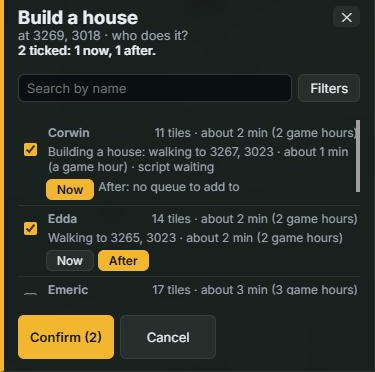 Build a house
at 3269, 3018 · who does it?
2 ticked: 1 now, 1 after.
Search by name
Filters
Corwin 11 tiles · about 2 min (2 game hours)
Building a house: walking to 3267, 3023 · about 1 min
(a game hour) · script waiting
Now After: no queue to add to
Edda 14 tiles · about 2 min (2 game hours)
Walking to 3265, 3023 · about 2 min (2 game hours)
Now After
Emeric 17 tiles · about 3 min (3 game hours)
Confirm (2) Cancel